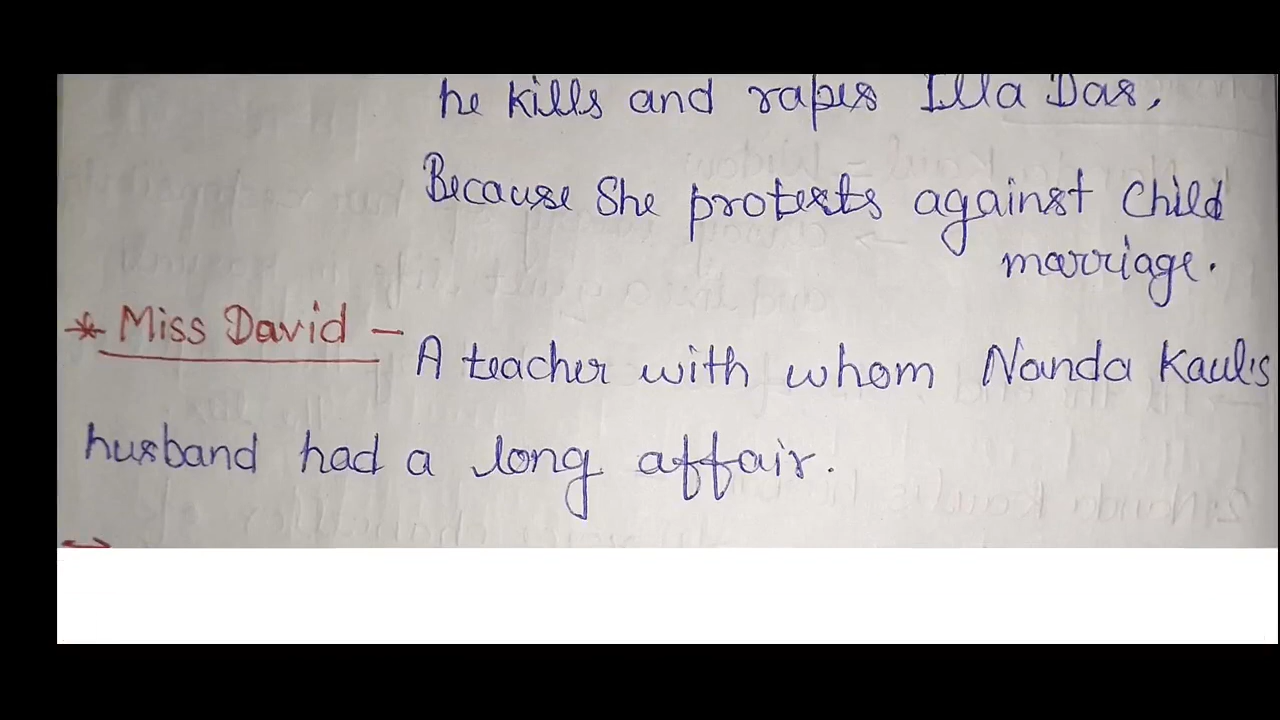 he kills and rapes Illa Das,
Because She protests against Child
marriage.
* Miss David -
A teacher with whom Nanda Kaul's
husband had a long affair.